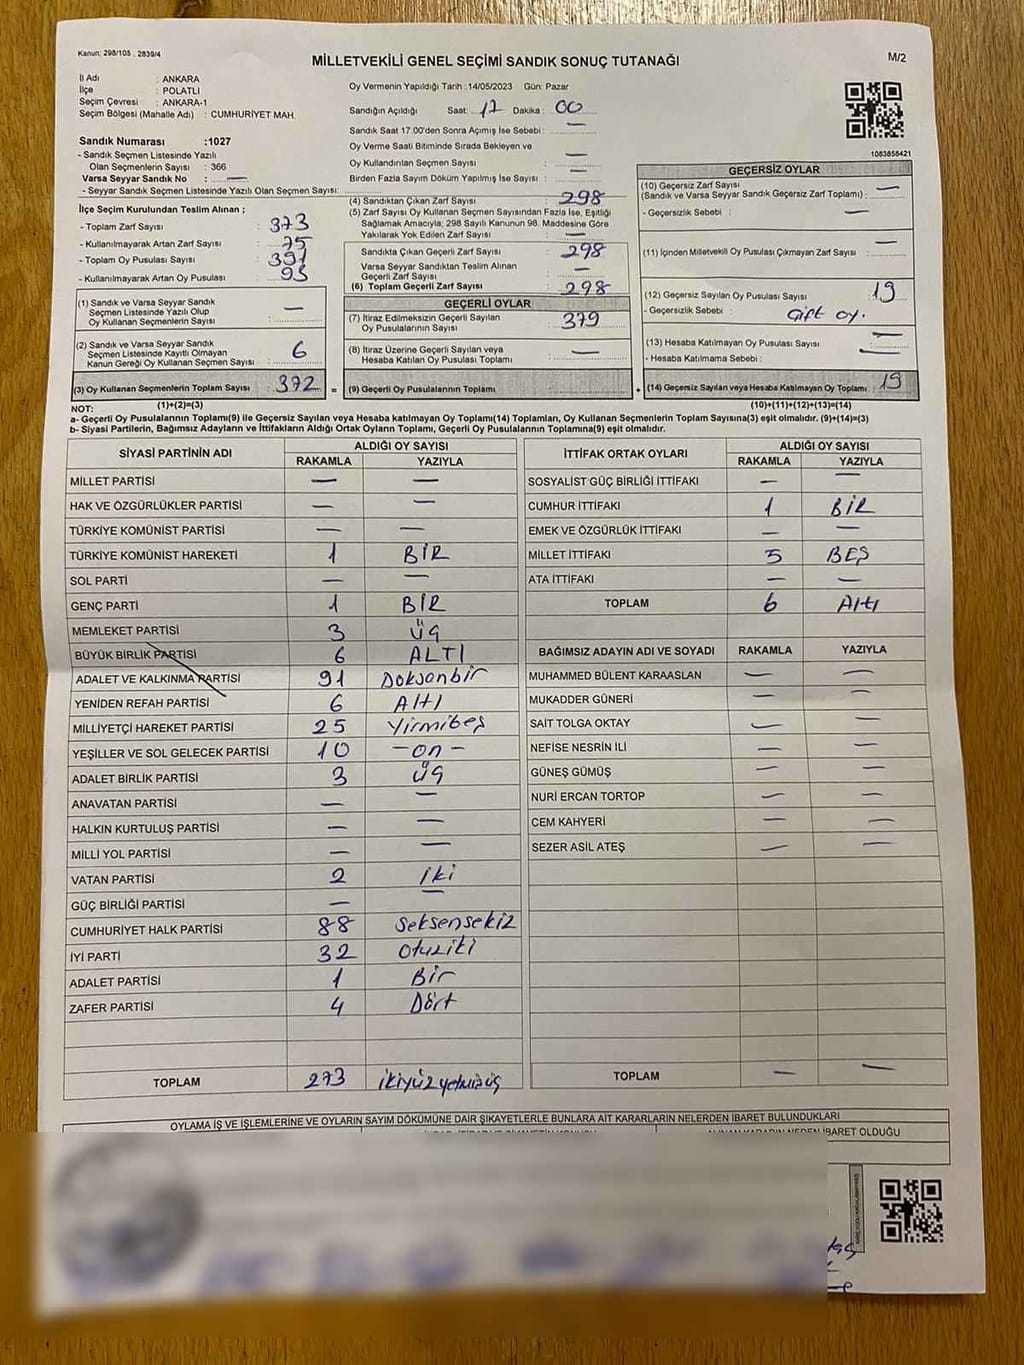 Kanun: 298/105 . 2839/4
MİLLETVEKİLİ GENEL SEÇİMİ SANDIK SONUÇ TUTANAĞI
M/2
İl Adı : ANKARA
İlçe : POLATLI
Seçim Çevresi : ANKARA-1
Seçim Bölgesi (Mahalle Adı) : CUMHURİYET MAH.
Sandık Numarası :1027
- Sandık Seçmen Listesinde Yazılı
Olan Seçmenlerin Sayısı : 366
Varsa Seyyar Sandık No : —
- Seyyar Sandık Seçmen Listesinde Yazılı Olan Seçmen Sayısı:
Oy Vermenin Yapıldığı Tarih :14/05/2023 Gün: Pazar
Sandığın Açıldığı Saat: 17 Dakika : 00
Sandık Saat 17:00'den Sonra Açımış İse Sebebi : —
Oy Verme Saati Bitiminde Sırada Bekleyen ve
Oy Kullandırılan Seçmen Sayısı : —
Birden Fazla Sayım Döküm Yapılmış İse Sayısı : —
1083858421
İlçe Seçim Kurulundan Teslim Alınan ;
- Toplam Zarf Sayısı : 373
- Kullanılmayarak Artan Zarf Sayısı : 75
- Toplam Oy Pusulası Sayısı : 391
- Kullanılmayarak Artan Oy Pusulası : 93
(4) Sandıktan Çıkan Zarf Sayısı : 298
(5) Zarf Sayısı Oy Kullanan Seçmen Sayısından Fazla İse, Eşitliği
Sağlamak Amacıyla; 298 Sayılı Kanunun 98. Maddesine Göre
Yakılarak Yok Edilen Zarf Sayısı : —
Sandıkta Çıkan Geçerli Zarf Sayısı : 298
Varsa Seyyar Sandıktan Teslim Alınan
Geçerli Zarf Sayısı : —
(6) Toplam Geçerli Zarf Sayısı : 298
GEÇERSİZ OYLAR
(10) Geçersiz Zarf Sayısı
(Sandık ve Varsa Seyyar Sandık Geçersiz Zarf Toplamı) : —
- Geçersizlik Sebebi : —
(11) İçinden Milletvekili Oy Pusulası Çıkmayan Zarf Sayısı : —
(12) Geçersiz Sayılan Oy Pusulası Sayısı : 19
- Geçersizlik Sebebi : Çift oy.
(13) Hesaba Katılmayan Oy Pusulası Sayısı : —
- Hesaba Katılmama Sebebi : —
(1) Sandık ve Varsa Seyyar Sandık
Seçmen Listesinde Yazılı Olup
Oy Kullanan Seçmenlerin Sayısı : —
(2) Sandık ve Varsa Seyyar Sandık
Seçmen Listesinde Kayıtlı Olmayan
Kanun Gereği Oy Kullanan Seçmen Sayısı : 6
GEÇERLİ OYLAR
(7) İtiraz Edilmeksizin Geçerli Sayılan
Oy Pusulalarının Sayısı : 379
(8) İtiraz Üzerine Geçerli Sayılan veya
Hesaba Katılan Oy Pusulası Toplamı : —
(3) Oy Kullanan Seçmenlerin Toplam Sayısı : 372 = (9) Geçerli Oy Pusulalarının Toplamı + (14) Geçersiz Sayılan veya Hesaba Katılmayan Oy Toplamı : 19
(1)+(2)=(3)
(10)+(11)+(12)+(13)=(14)
NOT:
a- Geçerli Oy Pusulalarının Toplamı(9) ile Geçersiz Sayılan veya Hesaba katılmayan Oy Toplamı(14) Toplamları, Oy Kullanan Seçmenlerin Toplam Sayısına(3) eşit olmalıdır. (9)+(14)=(3)
b- Siyasi Partilerin, Bağımsız Adayların ve İttifakların Aldığı Ortak Oyların Toplamı, Geçerli Oy Pusulalarının Toplamına(9) eşit olmalıdır.
SİYASİ PARTİNİN ADI ALDIĞI OY SAYISI
RAKAMLA YAZIYLA
MİLLET PARTİSİ — —
HAK VE ÖZGÜRLÜKLER PARTİSİ — —
TÜRKİYE KOMÜNİST PARTİSİ — —
TÜRKİYE KOMÜNİST HAREKETİ 1 BİR
SOL PARTİ — —
GENÇ PARTİ 1 BİR
MEMLEKET PARTİSİ 3 ÜÇ
BÜYÜK BİRLİK PARTİSİ 6 ALTI
ADALET VE KALKINMA PARTİSİ 91 Doksanbir
YENİDEN REFAH PARTİSİ 6 Altı
MİLLİYETÇİ HAREKET PARTİSİ 25 Yirmibeş
YEŞİLLER VE SOL GELECEK PARTİSİ 10 -on-
ADALET BİRLİK PARTİSİ 3 ÜÇ
ANAVATAN PARTİSİ — —
HALKIN KURTULUŞ PARTİSİ — —
MİLLİ YOL PARTİSİ — —
VATAN PARTİSİ 2 iki
GÜÇ BİRLİĞİ PARTİSİ — —
CUMHURİYET HALK PARTİSİ 88 Seksensekiz
İYİ PARTİ 32 Otuziki
ADALET PARTİSİ 1 Bir
ZAFER PARTİSİ 4 Dört
TOPLAM 273 ikiyüzyetmişüç
İTTİFAK ORTAK OYLARI ALDIĞI OY SAYISI
RAKAMLA YAZIYLA
SOSYALİST GÜÇ BİRLİĞİ İTTİFAKI — —
CUMHUR İTTİFAKI 1 BİR
EMEK VE ÖZGÜRLÜK İTTİFAKI — —
MİLLET İTTİFAKI 5 BEŞ
ATA İTTİFAKI — —
TOPLAM 6 Altı
BAĞIMSIZ ADAYIN ADI VE SOYADI RAKAMLA YAZIYLA
MUHAMMED BÜLENT KARAASLAN — —
MUKADDER GÜNERİ — —
SAİT TOLGA OKTAY — —
NEFİSE NESRİN İLİ — —
GÜNEŞ GÜMÜŞ — —
NURİ ERCAN TORTOP — —
CEM KAHYERİ — —
SEZER ASİL ATEŞ — —
TOPLAM — —
OYLAMA İŞ VE İŞLEMLERİNE VE OYLARIN SAYIM DÖKÜMÜNE DAİR ŞİKAYETLERLE BUNLARA AİT KARARLARIN NELERDEN İBARET BULUNDUKLARI
ALINAN KARARIN NEDEN İBARET OLDUĞU